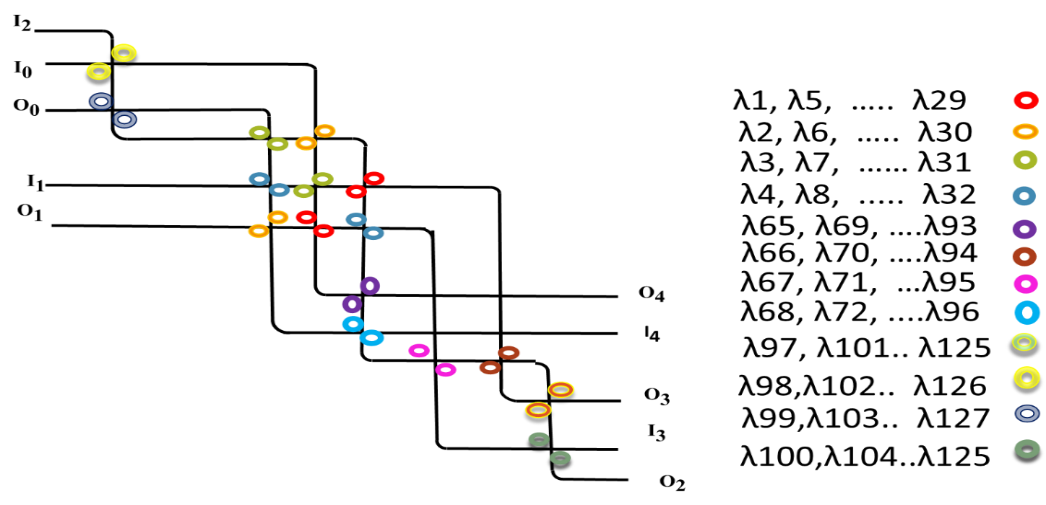 I2
I0
O0
I1
O1
O4
I4
O3
I3
O2
λ1, λ5, ..... λ29
λ2, λ6, ..... λ30
λ3, λ7, ...... λ31
λ4, λ8, ..... λ32
λ65, λ69, ....λ93
λ66, λ70, ....λ94
λ67, λ71, ...λ95
λ68, λ72, ....λ96
λ97, λ101.. λ125
λ98,λ102.. λ126
λ99,λ103.. λ127
λ100,λ104..λ125